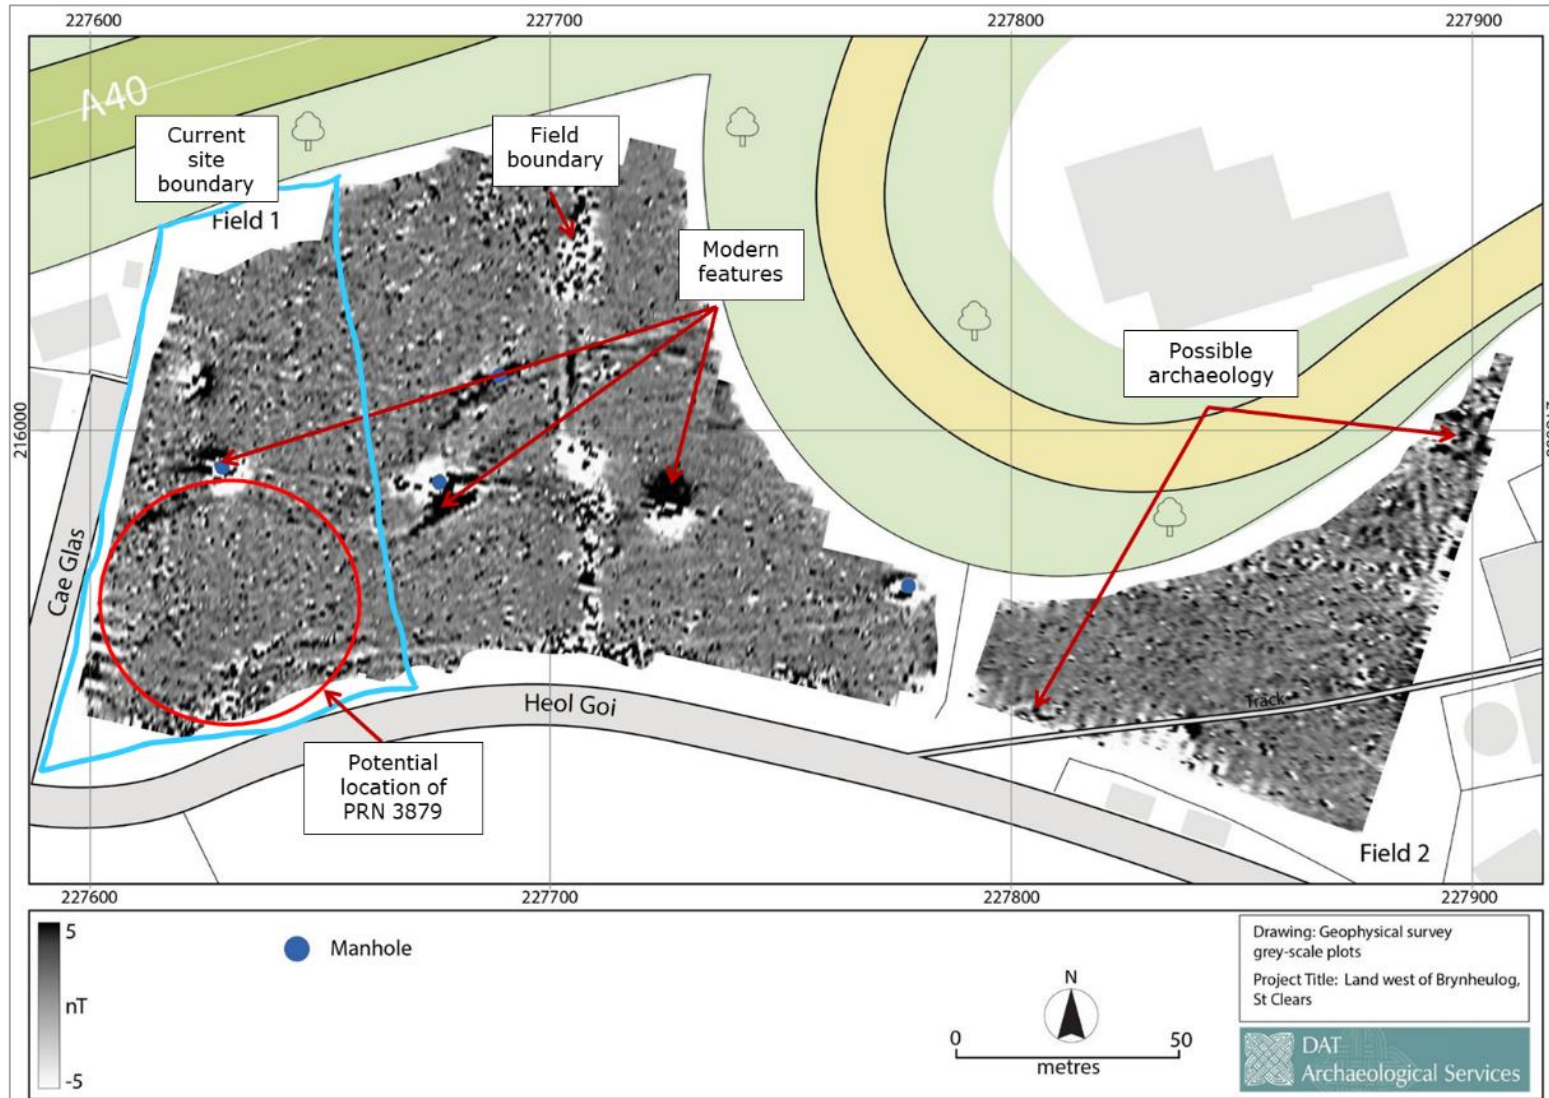 227600
227700
227800
227900
A40
Current
site
boundary
Field
boundary
Field 1
Modern
features
Possible
archaeology
216000
Cae Glas
Heol Goi
Track
Potential
location of
PRN 3879
Field 2
227600
227700
227800
227900
5
nT
-5
Manhole
N
0
50
metres
Drawing: Geophysical survey
grey-scale plots
Project Title: Land west of Brynheulog,
St Clears
DAT
Archaeological Services